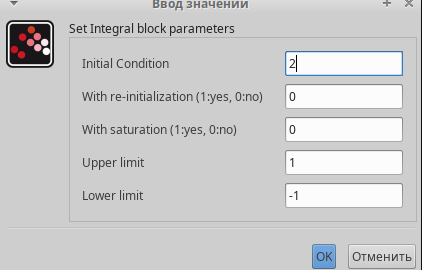 Ввод значений
Set Integral block parameters
Initial Condition 2
With re-initialization (1:yes, 0:no) 0
With saturation (1:yes, 0:no) 0
Upper limit 1
Lower limit -1
OK Отменить